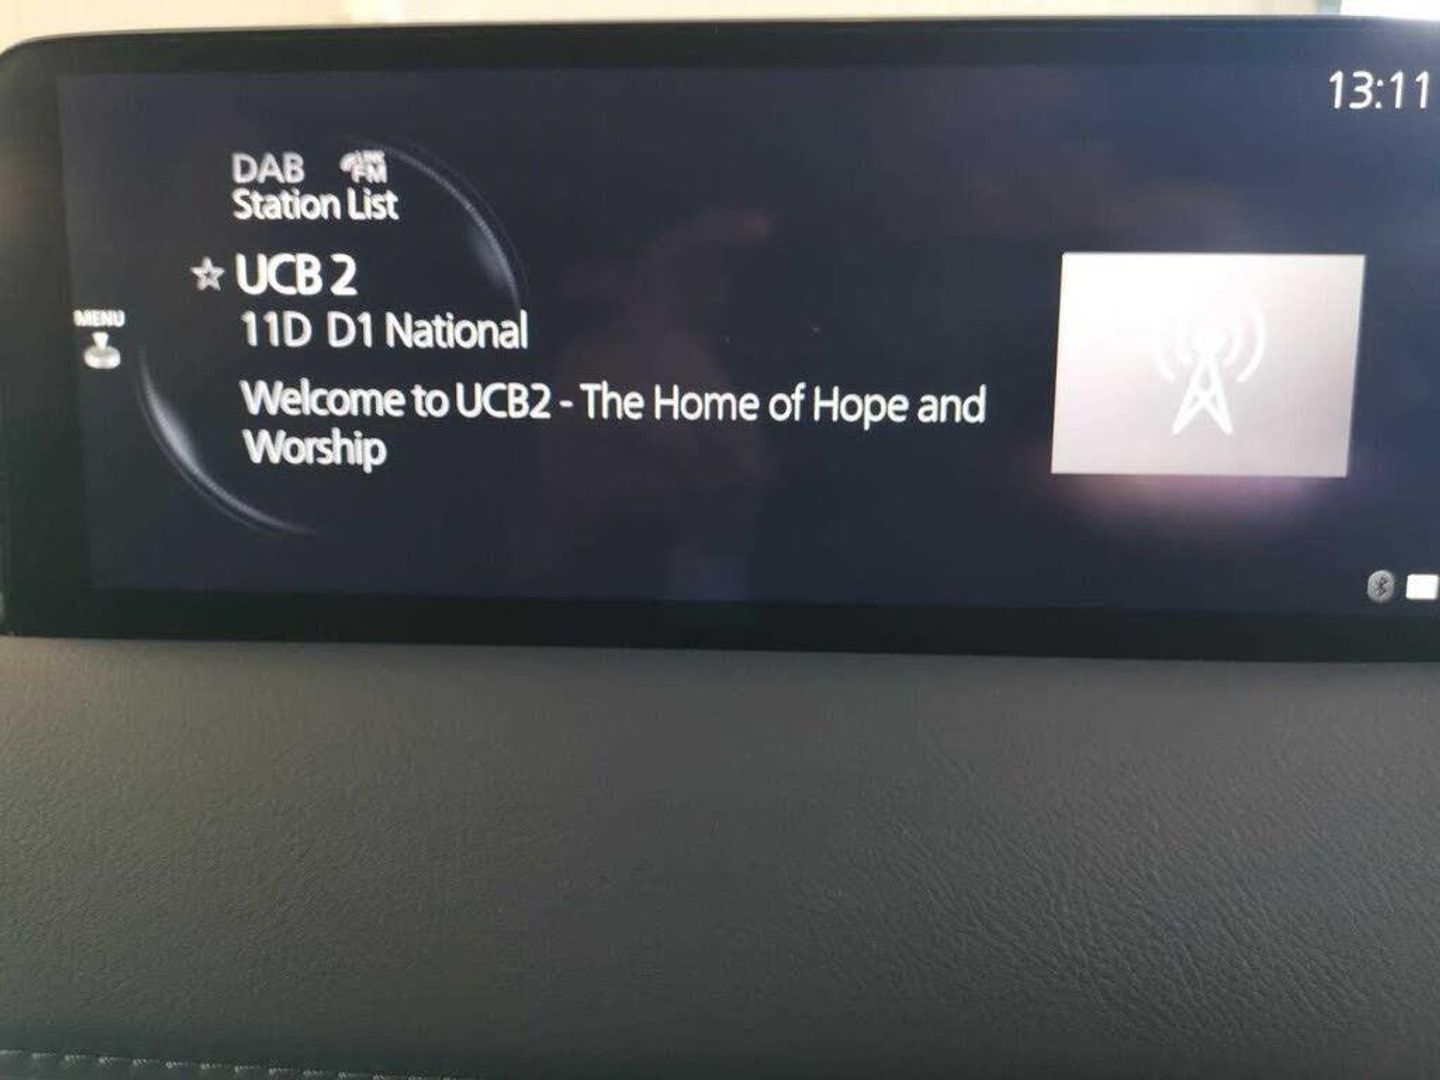 13:11
DAB FM
Station List
UCB 2
11D D1 National
MENU
Welcome to UCB2 - The Home of Hope and
Worship